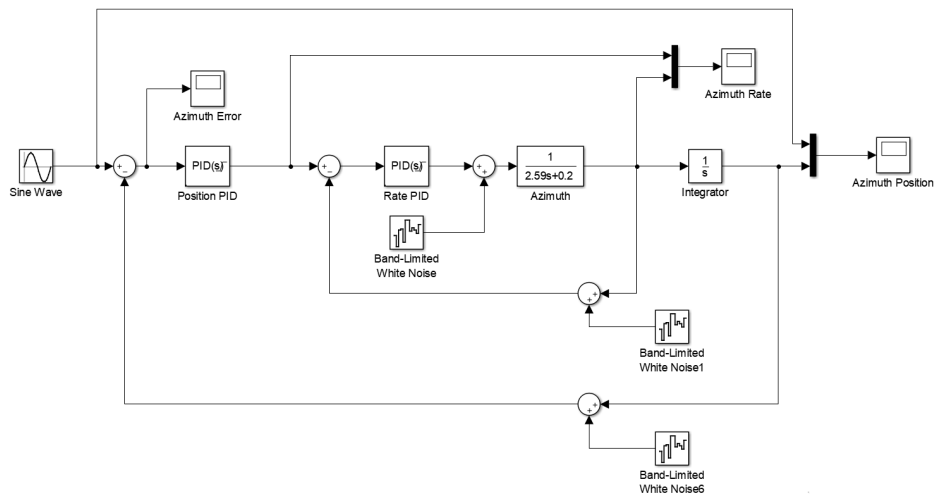 Azimuth Rate
Azimuth Error
PID(s)
PID(s)
1
2.59s+0.2
1
s
Sine Wave
Position PID
Rate PID
Azimuth
Integrator
Azimuth Position
Band-Limited
White Noise
Band-Limited
White Noise1
Band-Limited
White Noise6